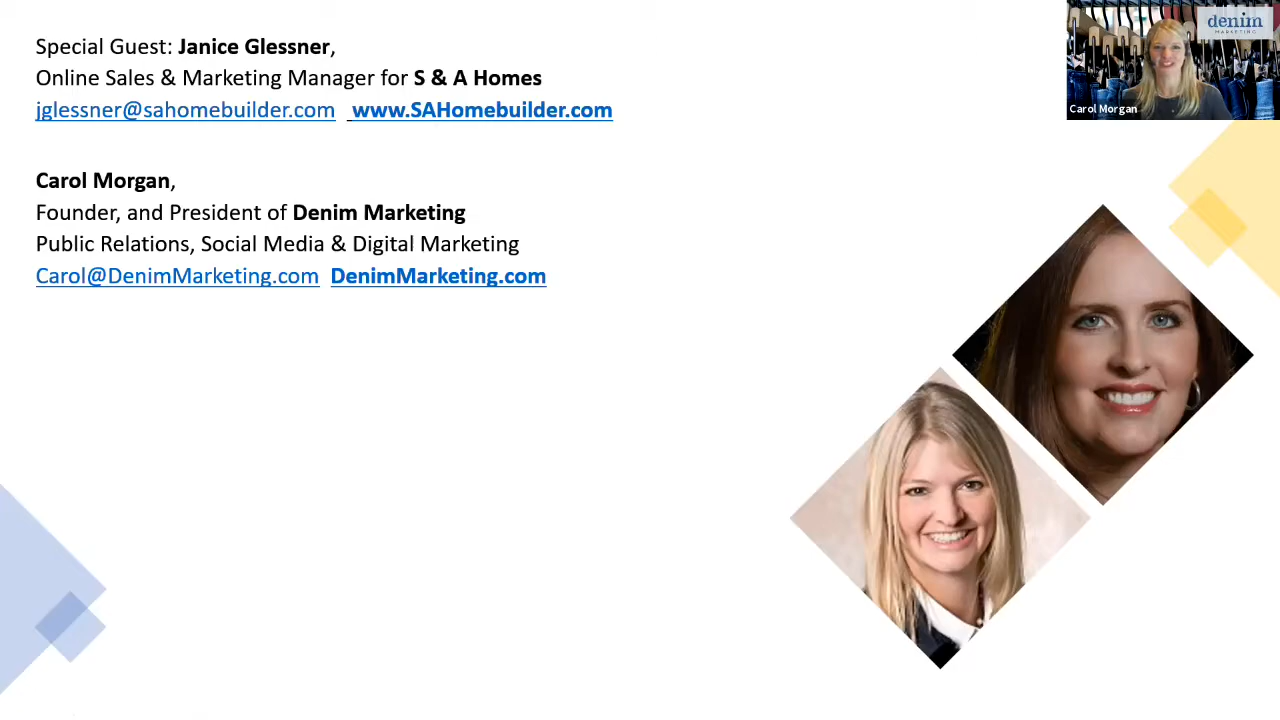 Special Guest: Janice Glessner,
Online Sales & Marketing Manager for S & A Homes
jglessner@sahomebuilder.com www.SAHomebuilder.com
Carol Morgan,
Founder, and President of Denim Marketing
Public Relations, Social Media & Digital Marketing
Carol@DenimMarketing.com DenimMarketing.com
denim
MARKETING
Carol Morgan